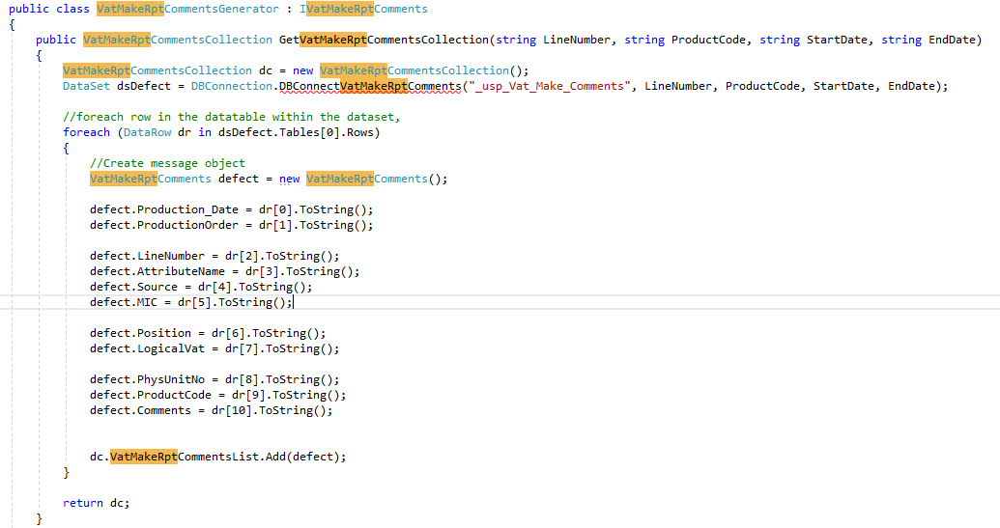 public class VatMakeRptCommentsGenerator : IVatMakeRptComments
{
public VatMakeRptCommentsCollection GetVatMakeRptCommentsCollection(string LineNumber, string ProductCode, string StartDate, string EndDate)
{
VatMakeRptCommentsCollection dc = new VatMakeRptCommentsCollection();
DataSet dsDefect = DBConnection.DBConnectVatMakeRptComments("_usp_Vat_Make_Comments", LineNumber, ProductCode, StartDate, EndDate);
//foreach row in the datatable within the dataset,
foreach (DataRow dr in dsDefect.Tables[0].Rows)
{
//Create message object
VatMakeRptComments defect = new VatMakeRptComments();
defect.Production_Date = dr[0].ToString();
defect.ProductionOrder = dr[1].ToString();
defect.LineNumber = dr[2].ToString();
defect.AttributeName = dr[3].ToString();
defect.Source = dr[4].ToString();
defect.MIC = dr[5].ToString();
defect.Position = dr[6].ToString();
defect.LogicalVat = dr[7].ToString();
defect.PhysUnitNo = dr[8].ToString();
defect.ProductCode = dr[9].ToString();
defect.Comments = dr[10].ToString();
dc.VatMakeRptCommentsList.Add(defect);
}
return dc;
}